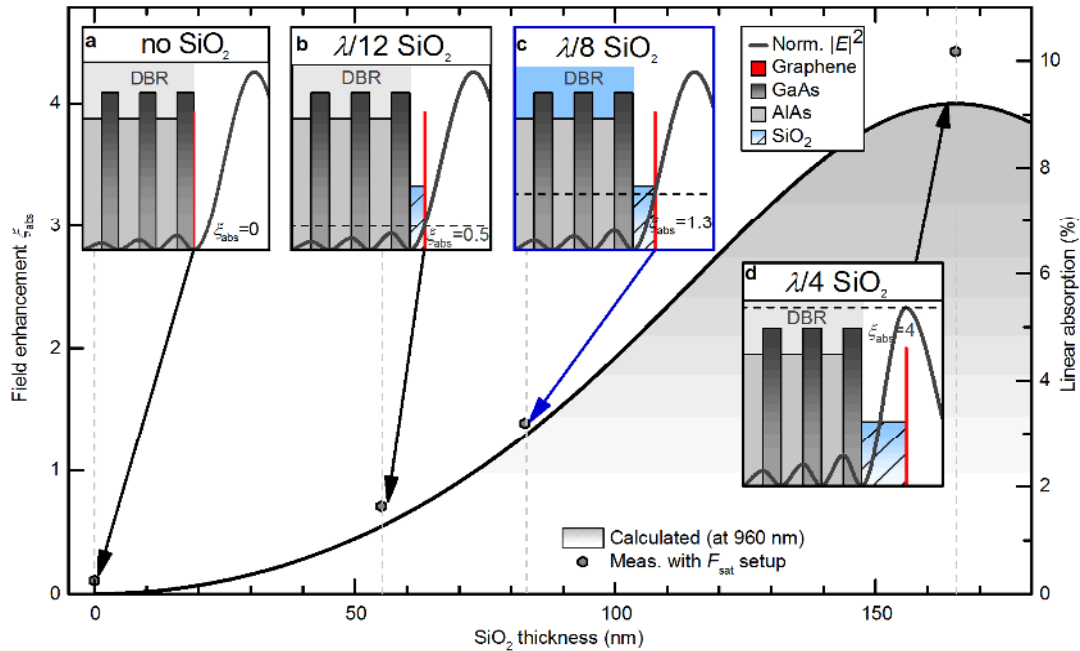 a no SiO₂
DBR
ξabs=0
b λ/12 SiO₂
DBR
ξabs=0.5
c λ/8 SiO₂
DBR
ξabs=1.3
Norm. |E|²
Graphene
GaAs
AlAs
SiO₂
d λ/4 SiO₂
DBR
ξabs=4
Calculated (at 960 nm)
Meas. with Fsat setup
Field enhancement ξabs
4
3
2
1
0
Linear absorption (%)
10
8
6
4
2
0
0 50 100 150
SiO₂ thickness (nm)